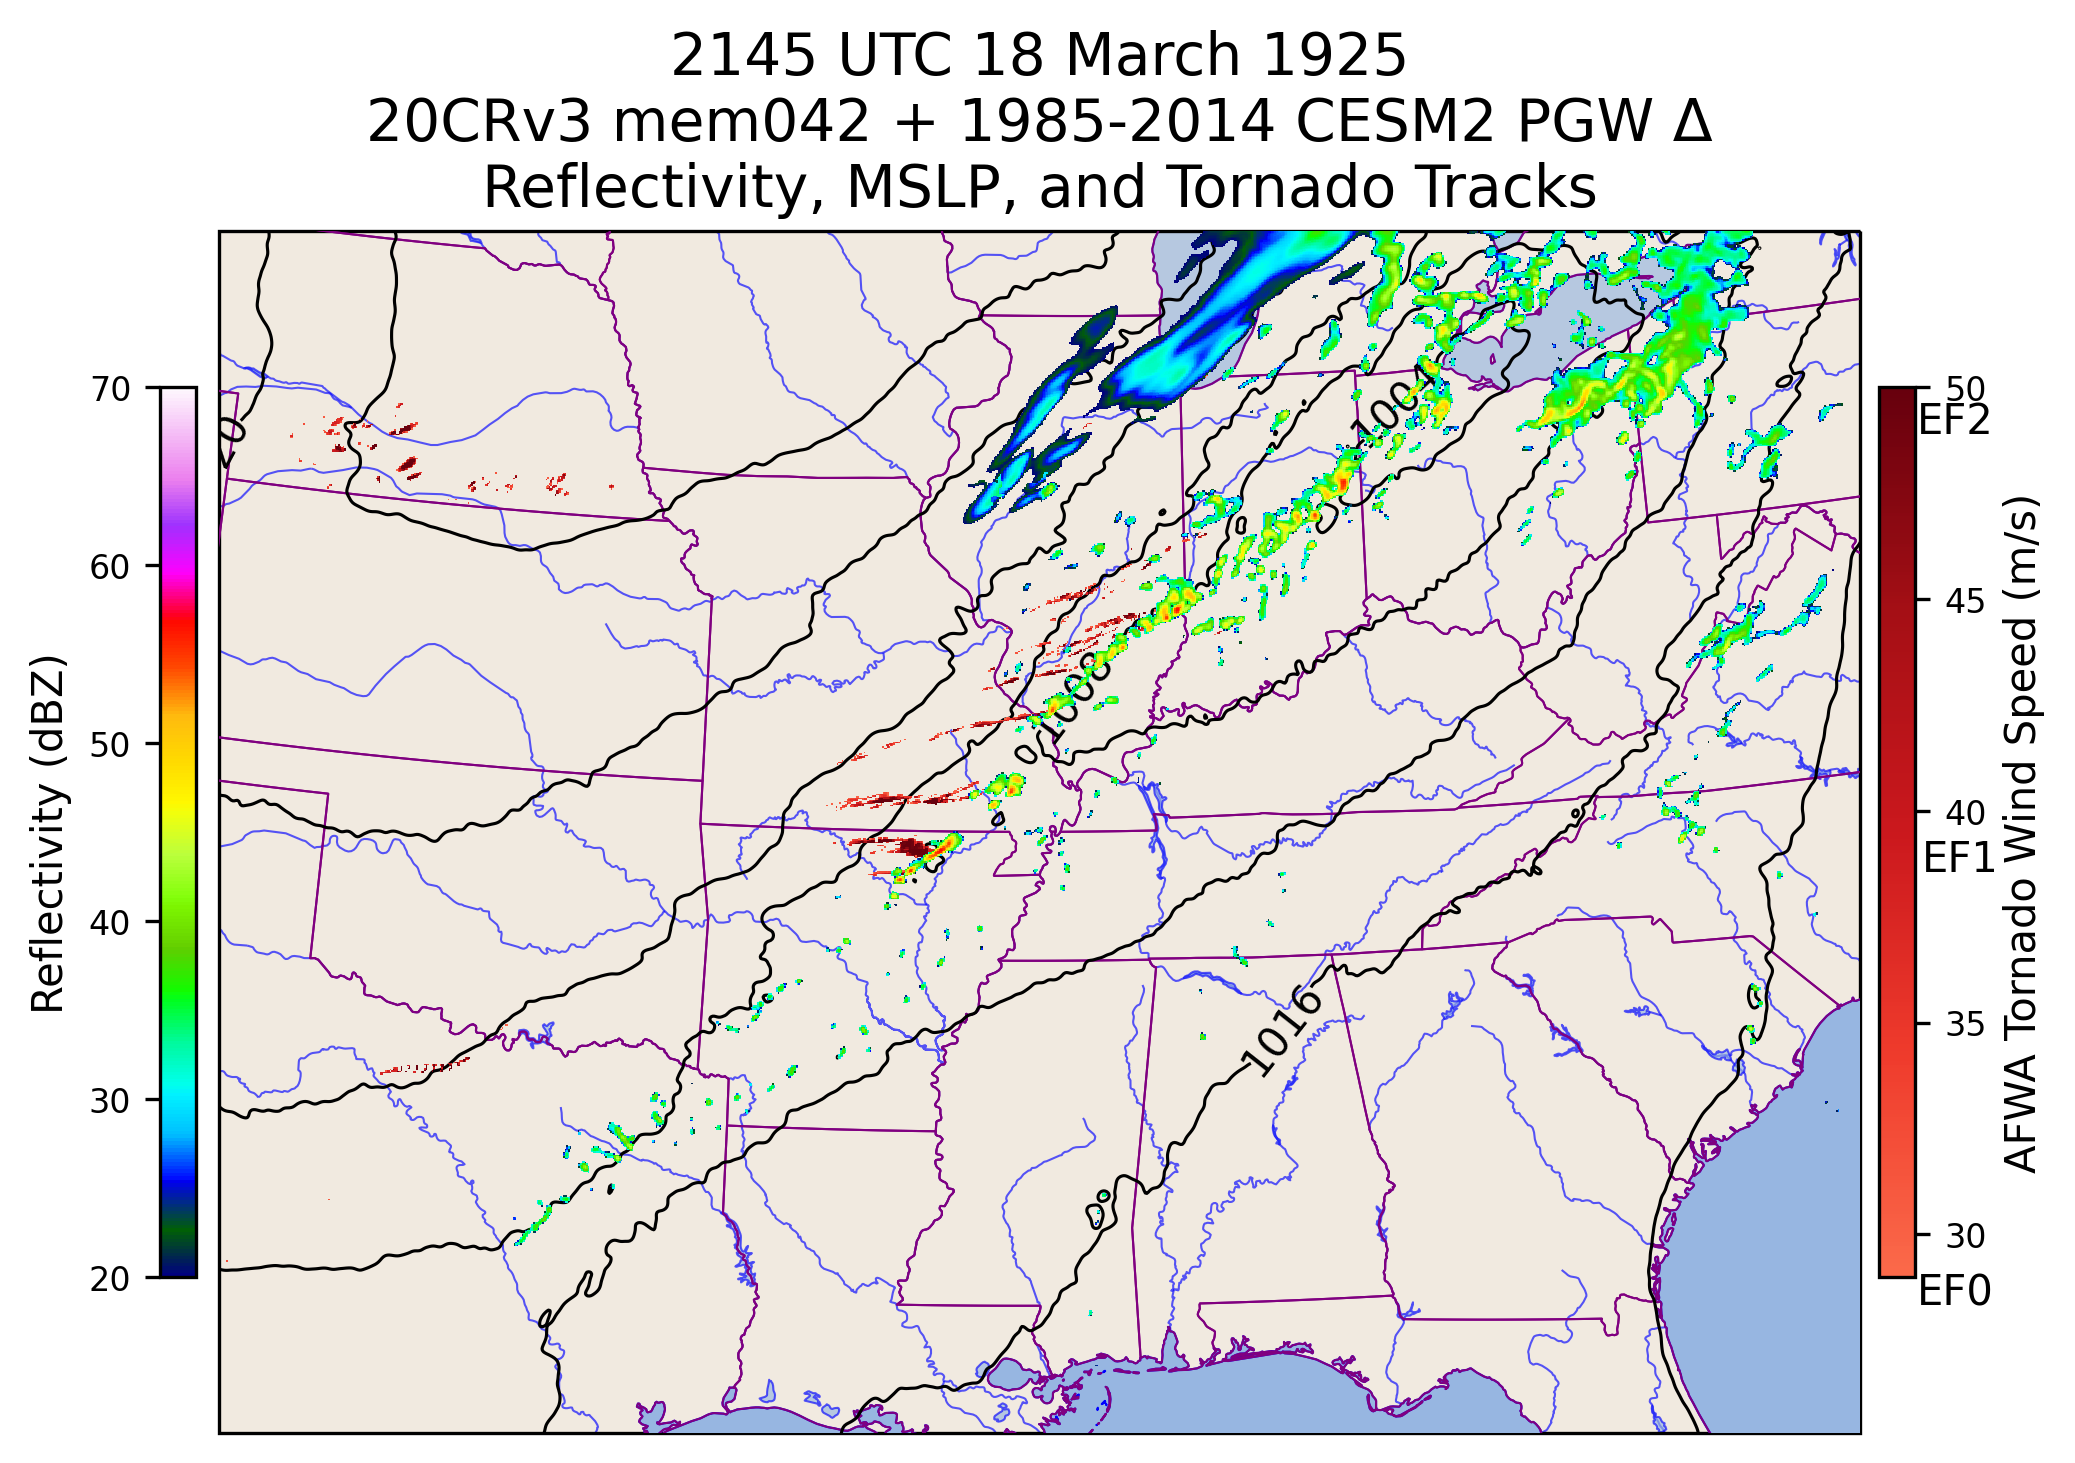 2145 UTC 18 March 1925
20CRv3 mem042 + 1985-2014 CESM2 PGW Δ
Reflectivity, MSLP, and Tornado Tracks
Reflectivity (dBZ)
70
60
50
40
30
20
1004
1008
1016
50
EF2
45
40
EF1
35
30
EF0
AFWA Tornado Wind Speed (m/s)